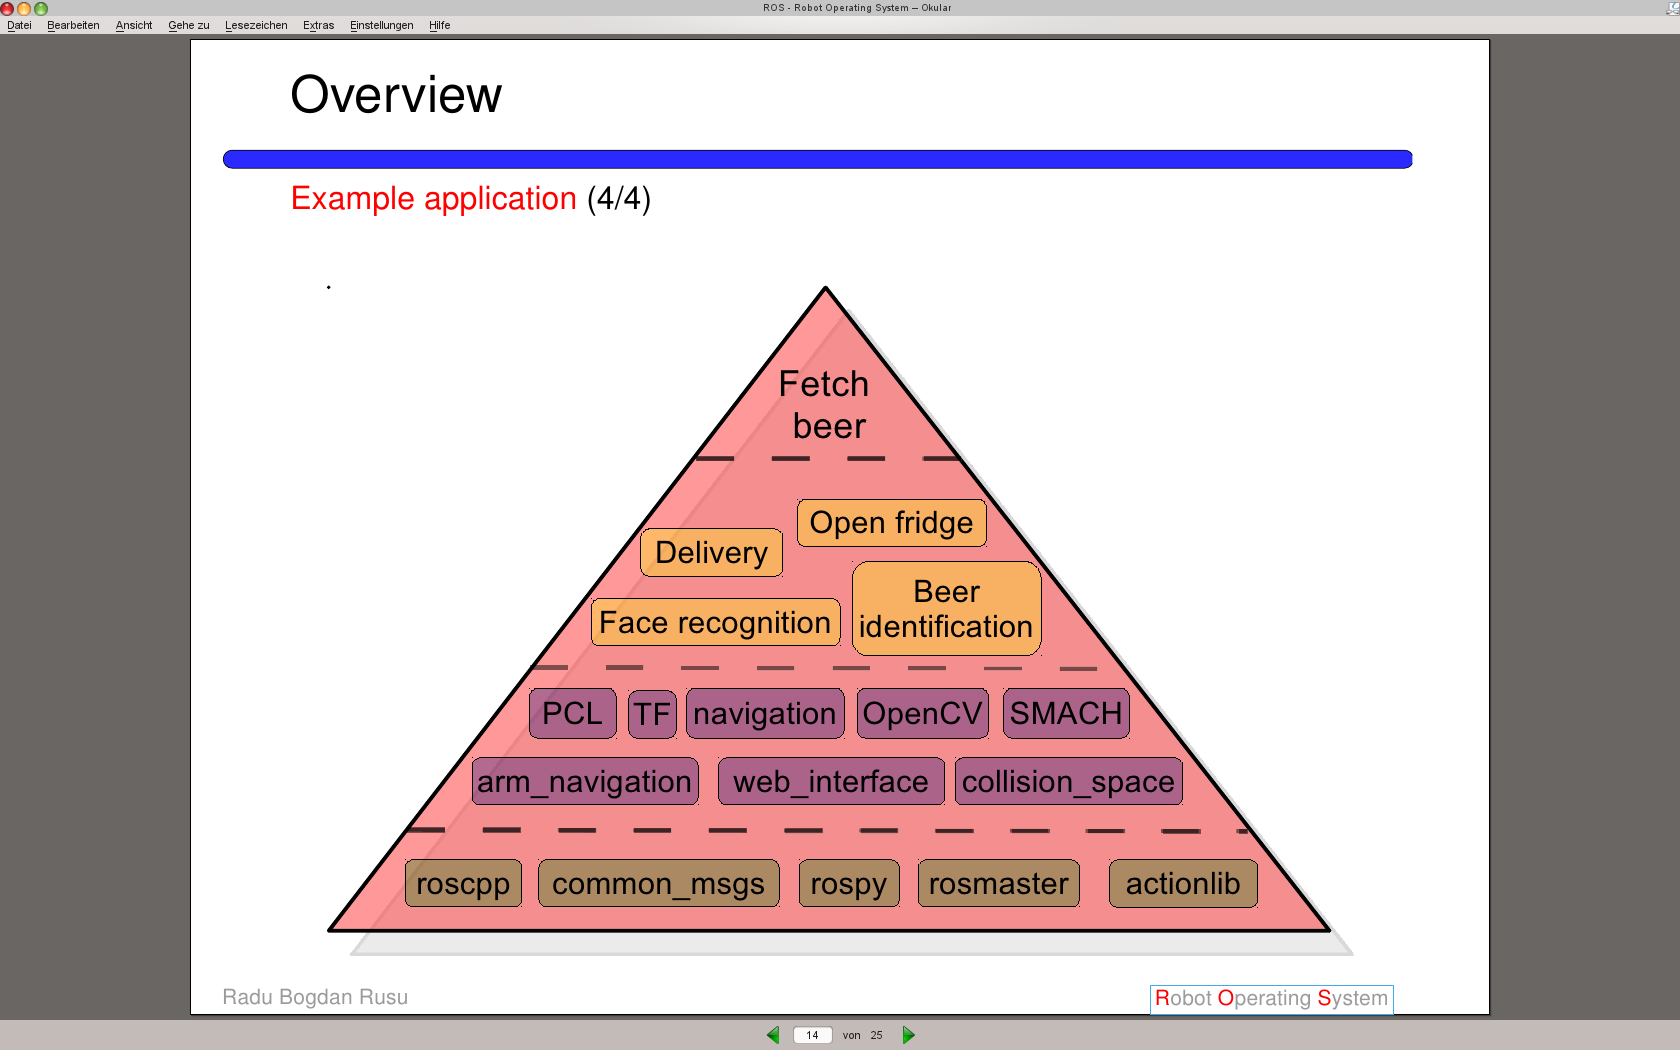 ROS - Robot Operating System – Okular
Datei Bearbeiten Ansicht Gehe zu Lesezeichen Extras Einstellungen Hilfe
Overview
Example application (4/4)
Fetch
beer
Open fridge
Delivery
Beer
identification
Face recognition
PCL TF navigation OpenCV SMACH
arm_navigation web_interface collision_space
roscpp common_msgs rospy rosmaster actionlib
Radu Bogdan Rusu
Robot Operating System
14 von 25